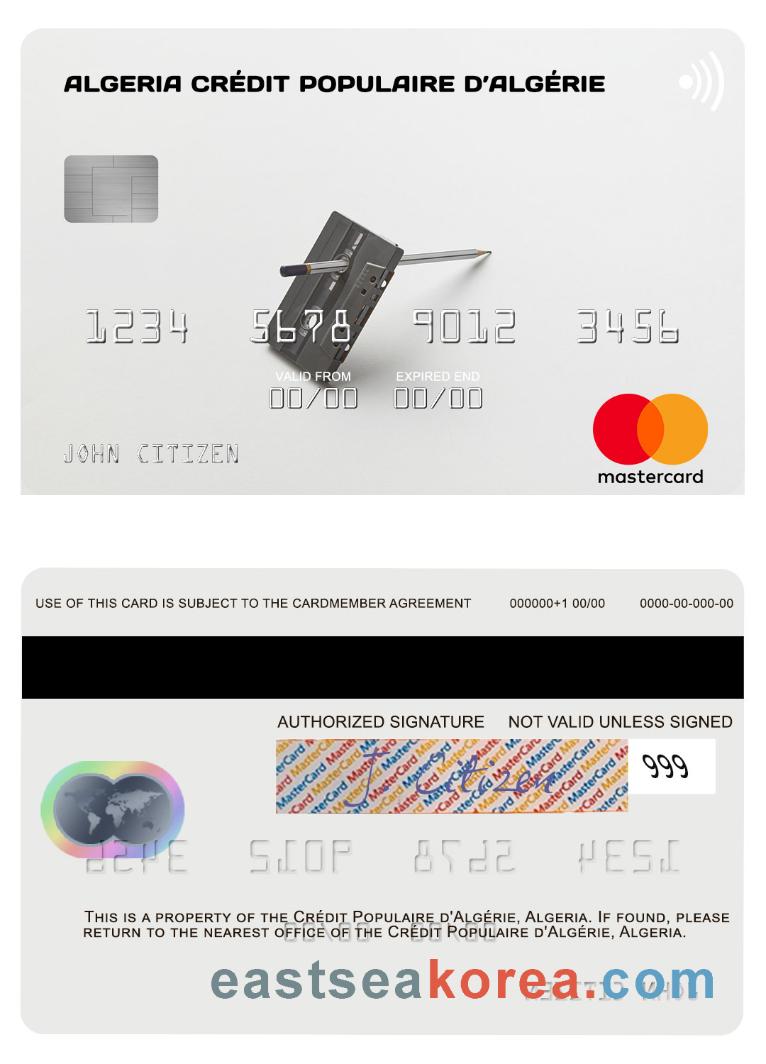 ALGERIA CRÉDIT POPULAIRE D'ALGÉRIE
1234 5678 9012 3456
VALID FROM EXPIRED END
00/00 00/00
JOHN CITIZEN
mastercard
USE OF THIS CARD IS SUBJECT TO THE CARDMEMBER AGREEMENT 000000+1 00/00 0000-00-000-00
AUTHORIZED SIGNATURE NOT VALID UNLESS SIGNED
MasterCard MasterCard MasterCard
J. Citizen
999
THIS IS A PROPERTY OF THE CRÉDIT POPULAIRE D'ALGÉRIE, ALGERIA. IF FOUND, PLEASE
RETURN TO THE NEAREST OFFICE OF THE CRÉDIT POPULAIRE D'ALGÉRIE, ALGERIA.
eastseakorea.com